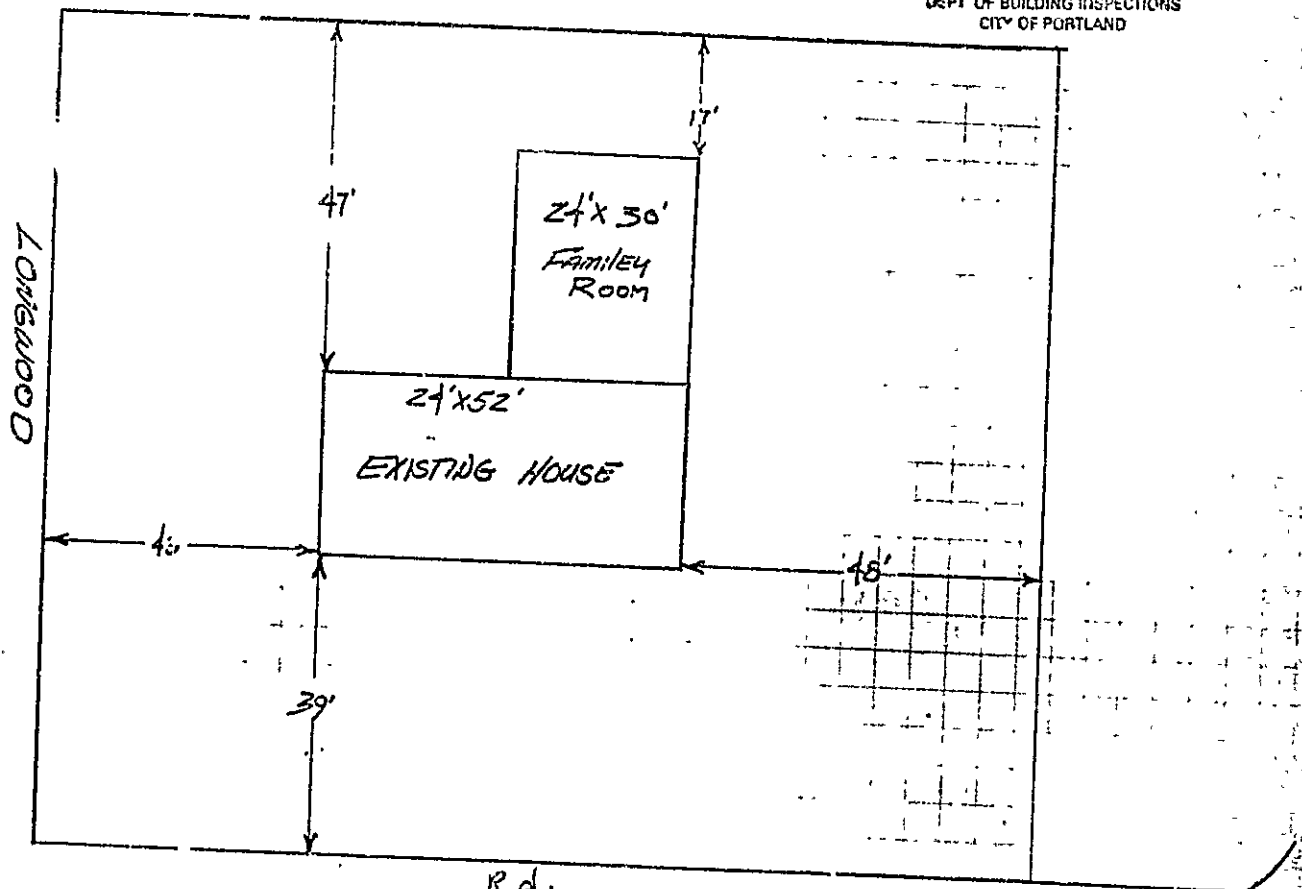 DEPT OF BUILDING INSPECTIONS
CITY OF PORTLAND
17'
47'
24'x 30'
FAMILEY
ROOM
LONGWOOD
24'x52'
EXISTING HOUSE
48'
39'
Rd.